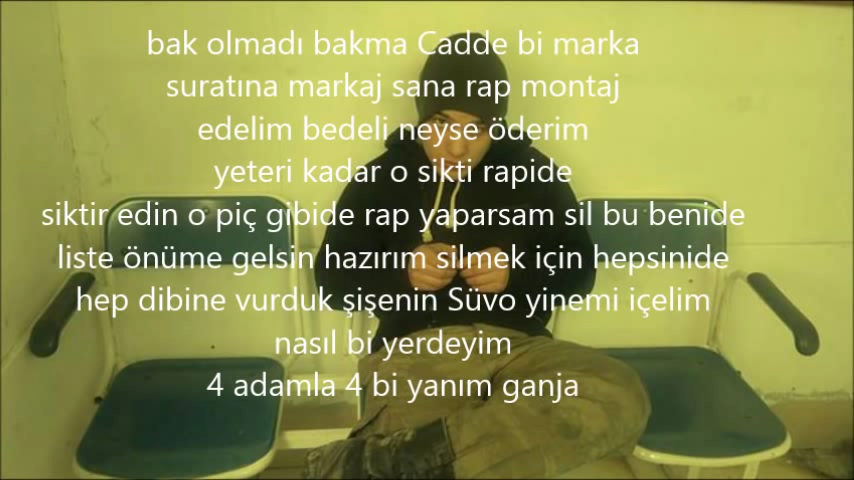 bak olmadı bakma Cadde bi marka
suratına markaj sana rap montaj
edelim bedeli neyse öderim
yeteri kadar o sikti rapide
siktir edin o piç gibide rap yaparsam sil bu benide
liste önüme gelsin hazırım silmek için hepsinide
hep dibine vurduk şişenin Süvo yinemi içelim
nasıl bi yerdeyim
4 adamla 4 bi yanım ganja